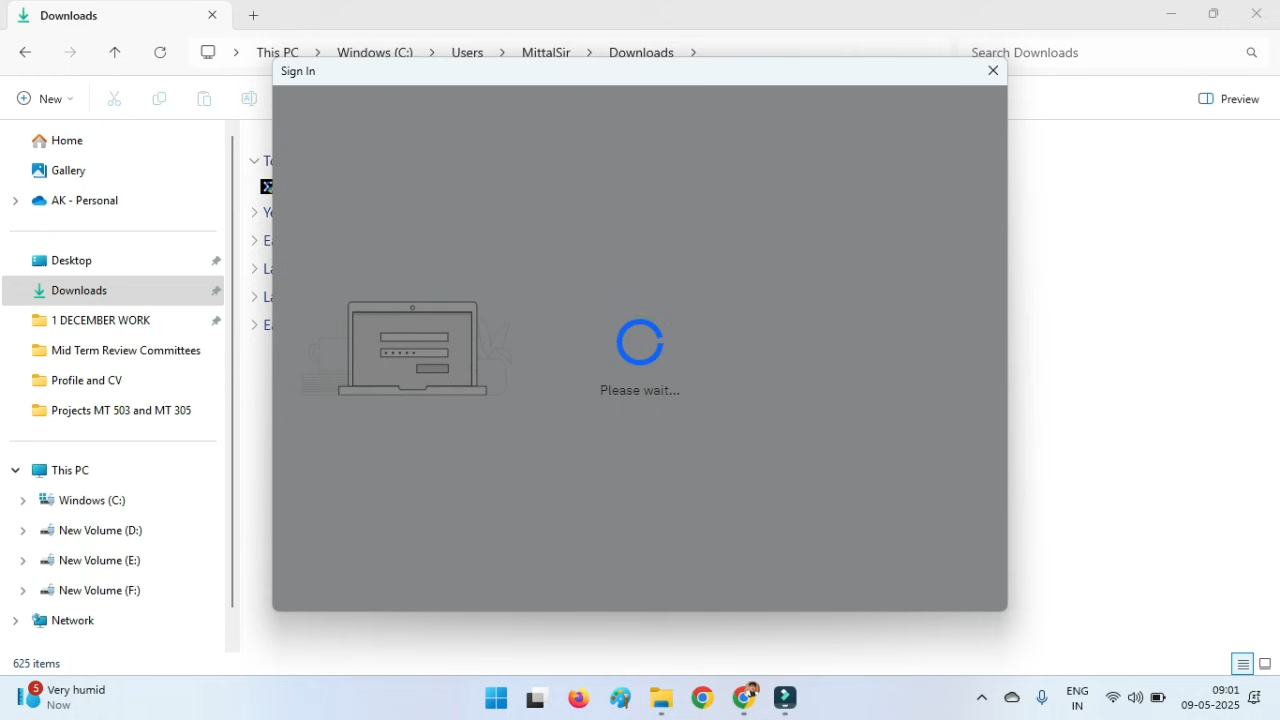 Downloads
This PC
Windows (C:)
Users
MittalSir
Downloads
Search Downloads
Sign In
New
Preview
Home
Gallery
AK - Personal
Desktop
Downloads
1 DECEMBER WORK
Mid Term Review Committees
Profile and CV
Projects MT 503 and MT 305
This PC
Windows (C:)
New Volume (D:)
New Volume (E:)
New Volume (F:)
Network
Please wait...
625 items
5
Very humid
Now
ENG
IN
09:01
09-05-2025